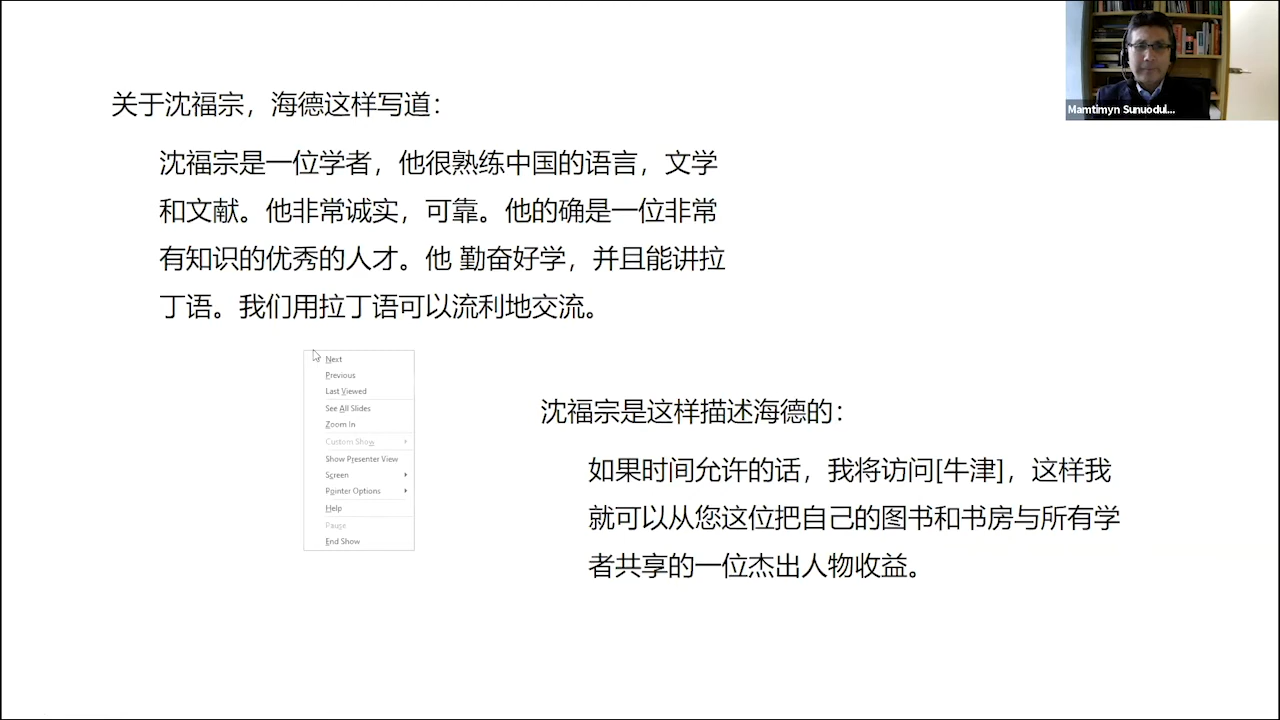 关于沈福宗，海德这样写道：
沈福宗是一位学者，他很熟练中国的语言，文学
和文献。他非常诚实，可靠。他的确是一位非常
有知识的优秀的人才。他 勤奋好学，并且能讲拉
丁语。我们用拉丁语可以流利地交流。
Mamtimyn Sunuodul...
Next
Previous
Last Viewed
See All Slides
Zoom In
Custom Show
Show Presenter View
Screen
Pointer Options
Help
Pause
End Show
沈福宗是这样描述海德的：
如果时间允许的话，我将访问[牛津]，这样我
就可以从您这位把自己的图书和书房与所有学
者共享的一位杰出人物收益。